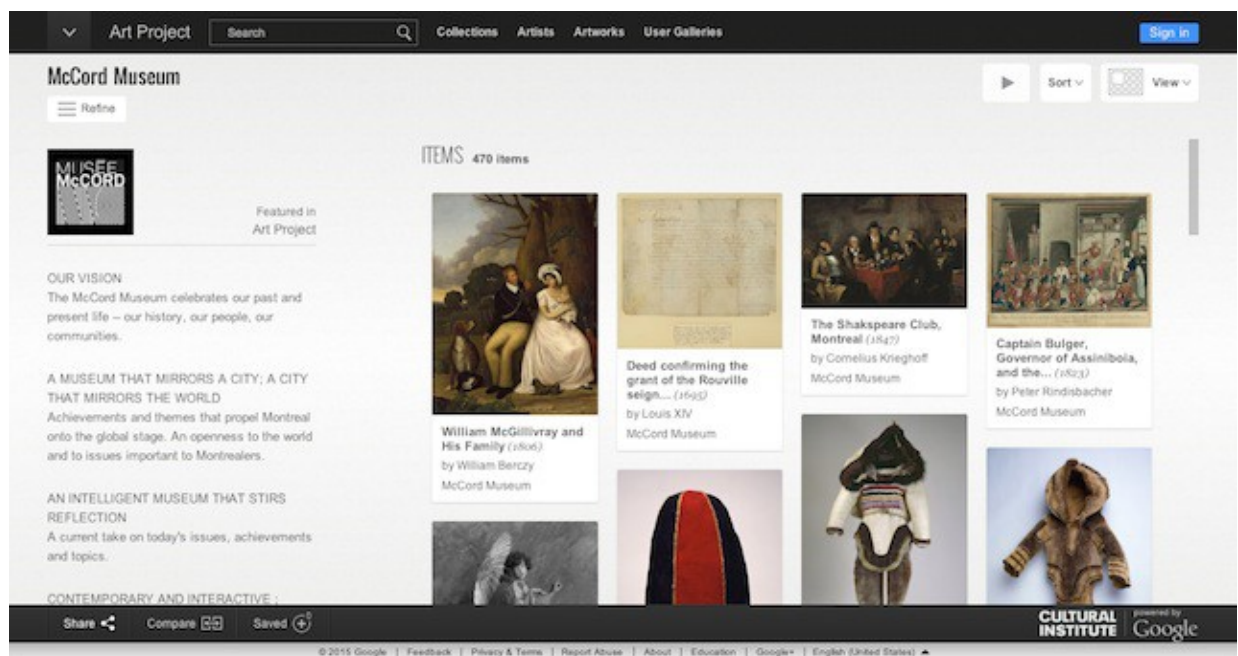 Art Project
Search
Collections Artists Artworks User Galleries
Sign in
McCord Museum
Refine
Sort
View
MUSÉE
McCORD
Featured in
Art Project
OUR VISION
The McCord Museum celebrates our past and
present life – our history, our people, our
communities.
A MUSEUM THAT MIRRORS A CITY; A CITY
THAT MIRRORS THE WORLD
Achievements and themes that propel Montreal
onto the global stage. An openness to the world
and to issues important to Montrealers.
AN INTELLIGENT MUSEUM THAT STIRS
REFLECTION
A current take on today's issues, achievements
and topics.
CONTEMPORARY AND INTERACTIVE :
ITEMS 470 items
William McGillivray and
His Family (1806)
by William Berczy
McCord Museum
Deed confirming the
grant of the Rouville
seign... (1695)
by Louis XIV
McCord Museum
The Shakspeare Club,
Montreal (1847)
by Cornelius Krieghoff
McCord Museum
Captain Bulger,
Governor of Assiniboia,
and the... (1823)
by Peter Rindisbacher
McCord Museum
Share
Compare
Saved 0
CULTURAL
INSTITUTE
powered by
Google
© 2015 Google | Feedback | Privacy & Terms | Report Abuse | About | Education | Google+ | English (United States)